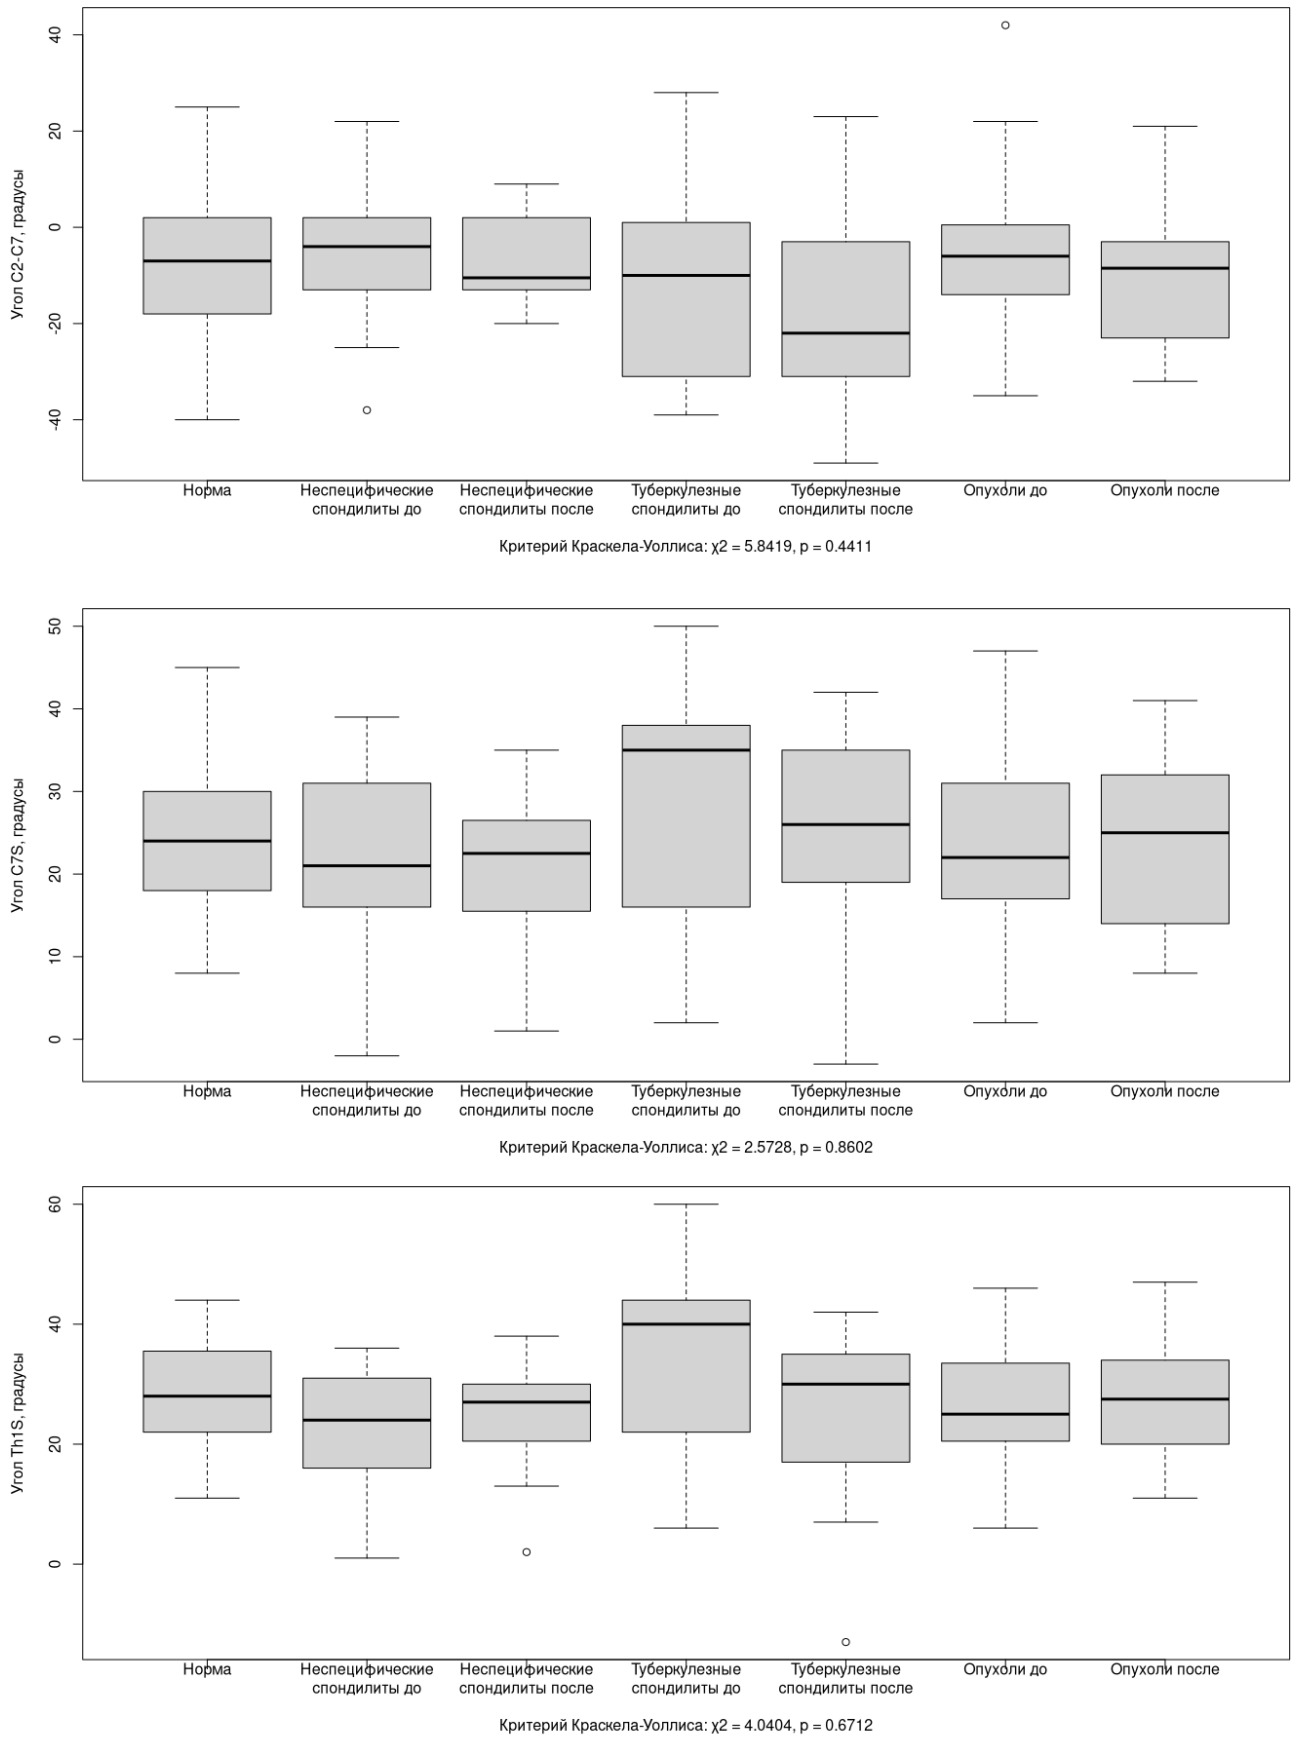 Угол C2-C7, градусы
40
20
0
-20
-40
Норма
Неспецифические
спондилиты до
Неспецифические
спондилиты после
Туберкулезные
спондилиты до
Туберкулезные
спондилиты после
Опухоли до
Опухоли после
Критерий Краскела-Уоллиса: χ2 = 5.8419, p = 0.4411
Угол C7S, градусы
50
40
30
20
10
0
Норма
Неспецифические
спондилиты до
Неспецифические
спондилиты после
Туберкулезные
спондилиты до
Туберкулезные
спондилиты после
Опухоли до
Опухоли после
Критерий Краскела-Уоллиса: χ2 = 2.5728, p = 0.8602
Угол Th1S, градусы
60
40
20
0
Норма
Неспецифические
спондилиты до
Неспецифические
спондилиты после
Туберкулезные
спондилиты до
Туберкулезные
спондилиты после
Опухоли до
Опухоли после
Критерий Краскела-Уоллиса: χ2 = 4.0404, p = 0.6712